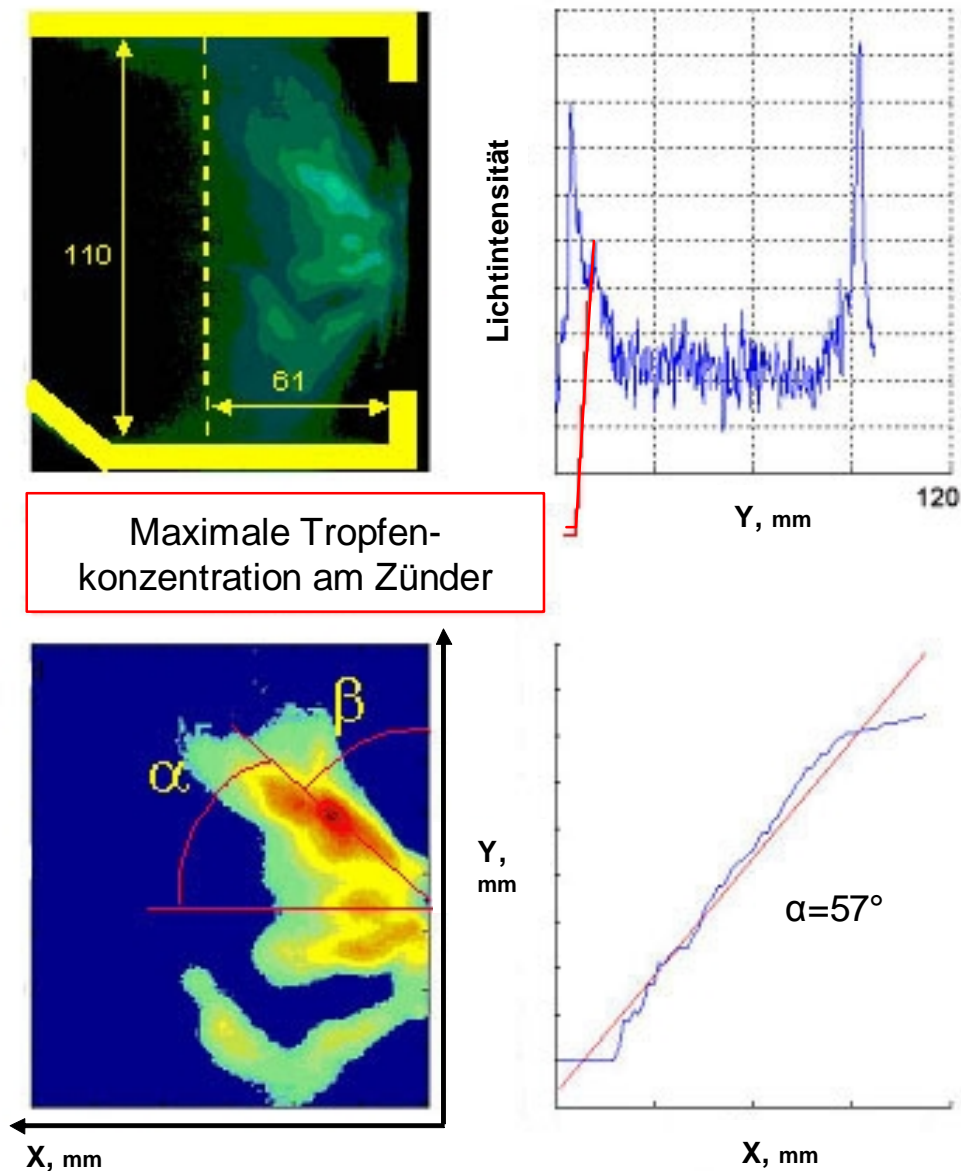 110
61
Lichtintensität
120
Y, mm
Maximale Tropfen-
konzentration am Zünder
α
β
Y,
mm
α=57°
X, mm
X, mm